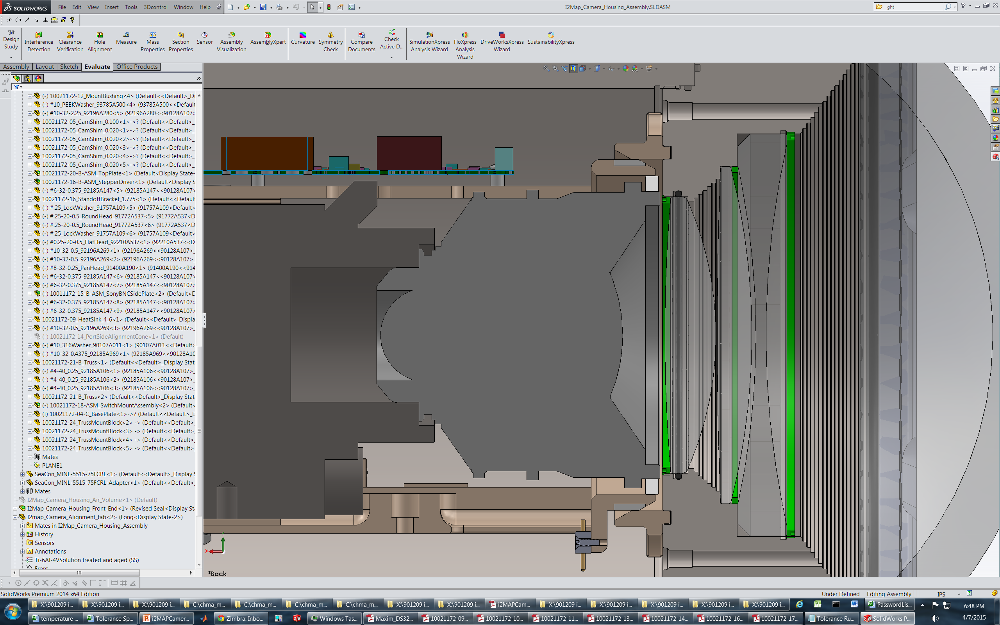 SOLIDWORKS File Edit View Insert Tools 3Dcontrol Window Help I2Map_Camera_Housing_Assembly.SLDASM ght
Design Study
Interference Detection
Clearance Verification
Hole Alignment
Measure
Mass Properties
Section Properties
Sensor
Assembly Visualization
AssemblyXpert
Curvature
Symmetry Check
Compare Documents
Check Active D...
SimulationXpress Analysis Wizard
FloXpress Analysis Wizard
DriveWorksXpress Wizard
SustainabilityXpress
Assembly Layout Sketch Evaluate Office Products
(-) 10021172-12_MountBushing<4> (Default<<Default>_Di
(-) #10_PEEKWasher_93785A500<4> (93785A500<<Default
(-) #10-32-2.25_92196A280<5> (92196A280<<90128A107>
10021172-05_CamShim_0.100<1>->? (Default<<Default>_
10021172-05_CamShim_0.020<1>->? (Default<<Default>_
10021172-05_CamShim_0.020<2>->? (Default<<Default>_
10021172-05_CamShim_0.020<3>->? (Default<<Default>_
10021172-05_CamShim_0.020<4>->? (Default<<Default>_
10021172-05_CamShim_0.020<5>->? (Default<<Default>_
10021172-20-B-ASM_TopPlate<1> (Default<Display State-
10021172-16-B-ASM_StepperDriver<1> (Default<Display S
(-) #6-32-0.375_92185A147<5> (92185A147<<90128A107>
10021172-16_StandoffBracket_1.775<1> (Default<<Default
(-) #.25_LockWasher_91757A109<5> (91757A109<Default>
(-) #.25-20-0.5_RoundHead_91772A537<5> (91772A537<D
(-) #.25-20-0.5_RoundHead_91772A537<6> (91772A537<D
(-) #.25_LockWasher_91757A109<6> (91757A109<Default>
(-) #0.25-20-0.5_FlatHead_92210A537<1> (92210A537<<D
(-) #10-32-0.5_92196A269<1> (92196A269<<90128A107>_
(-) #10-32-0.5_92196A269<2> (92196A269<<90128A107>_
(-) #8-32-0.25_PanHead_91400A190<1> (91400A190<<914
(-) #6-32-0.375_92185A147<6> (92185A147<<90128A107>
(-) #6-32-0.375_92185A147<7> (92185A147<<90128A107>
(-) 10011172-15-B-ASM_SonyBNCSidePlate<2> (Default<D
(-) #6-32-0.375_92185A147<8> (92185A147<<90128A107>
(-) #6-32-0.375_92185A147<9> (92185A147<<90128A107>
10021172-09_HeatSink_4_6<1> (Default<<Default>_Displa
(-) #10-32-0.5_92196A269<3> (92196A269<<90128A107>_
(-) 10021172-14_PortSideAlignmentCone<1> (Default)
(-) #10_316Washer_90107A011<1> (90107A011<<Default>
(-) #10-32-0.4375_92185A969<1> (92185A969<<90128A10
10021172-21-B_Truss<1> (Default<<Default>_Display Stat
(-) #4-40_0.25_92185A106<1> (92185A106<<90128A107>_
(-) #4-40_0.25_92185A106<2> (92185A106<<90128A107>_
(-) #4-40_0.25_92185A106<3> (92185A106<<90128A107>_
10021172-21-B_Truss<2> (Default<<Default>_Display Stat
(-) 10021172-18-ASM_SwitchMountAssembly<2> (Default<
(f) 10021172-04-C_BasePlate<1>->? (Default<<Default>_D
10021172-24_TrussMountBlock<2> -> (Default<<Default>_
10021172-24_TrussMountBlock<3> -> (Default<<Default>_
10021172-24_TrussMountBlock<4> -> (Default<<Default>_
10021172-24_TrussMountBlock<5> -> (Default<<Default>_
Mates
PLANE1
SeaCon_MINL-5515-75FCRL<1> (Default<<Default>_Display S
SeaCon_MINL-5515-75FCRL-Adapter<1> (Default<<Default>_
Mates
I2Map_Camera_Housing_Air_Volume<1> (Default)
I2Map_Camera_Housing_Front_End<1> (Revised Seal<Display Sta
I2map_Camera_Alignment_tab<2> (Long<Display State-2>)
Mates in I2Map_Camera_Housing_Assembly
History
Sensors
Annotations
Ti-6Al-4VSolution treated and aged (SS)
Front
Y
X
*Back
SolidWorks Premium 2014 x64 Edition Under Defined Editing Assembly IPS
X:\901209 i... X:\901209 i... X:\901209 i... C:\chma_m... C:\chma_m... C:\chma_m... C:\chma_m... X:\901209 i... X:\901209 i... i2MAPCam... X:\901209 i... X:\901209 i... X:\901209 i... X:\901209 i... X:\901209 i... PasswordLis... 6:48 PM
temperature ... Tolerance Sp... i2MAPCamer... Zimbra: Inbo... Windows Tas... Maxim_DS32... 10021172-09... 10021172-10... 10021172-11... 10021172-13... 10021172-14... 10021172-16... 10021172-17... Tolerance Ru... SolidWorks P... 4/7/2015